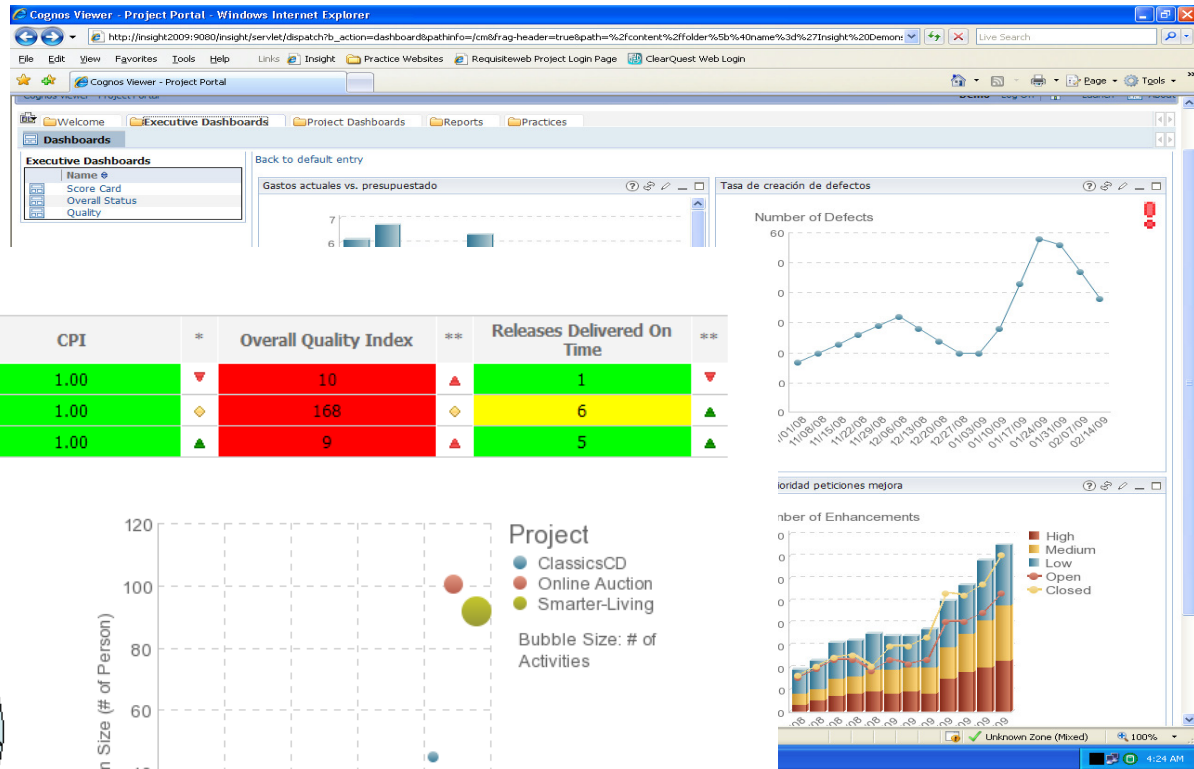 Cognos Viewer - Project Portal - Windows Internet Explorer
http://insight2009:9080/insight/servlet/dispatch?b_action=dashboard&pathinfo=/cm&frag-header=true&path=%2fcontent%2ffolder%5b%40name%3d%27Insight%20Demon
Live Search
File Edit View Favorites Tools Help Links Insight Practice Websites Requisiteweb Project Login Page ClearQuest Web Login
Cognos Viewer - Project Portal
Page Tools
Welcome Executive Dashboards Project Dashboards Reports Practices
Dashboards
Executive Dashboards
Name
Score Card
Overall Status
Quality
Back to default entry
Gastos actuales vs. presupuestado
7
6
Tasa de creación de defectos
Number of Defects
60
0
0
0
0
0
0
/01/08 11/08/08 11/15/08 11/22/08 11/29/08 12/06/08 12/13/08 12/20/08 12/27/08 01/03/09 01/10/09 01/17/09 01/24/09 01/31/09 02/07/09 02/14/09
CPI * Overall Quality Index ** Releases Delivered On Time **
1.00 10 1
1.00 168 6
1.00 9 5
120
100
80
60
n Size (# of Person)
Project
ClassicsCD
Online Auction
Smarter-Living
Bubble Size: # of
Activities
ioridad peticiones mejora
nber of Enhancements
High
Medium
Low
Open
Closed
Unknown Zone (Mixed) 100%
4:24 AM